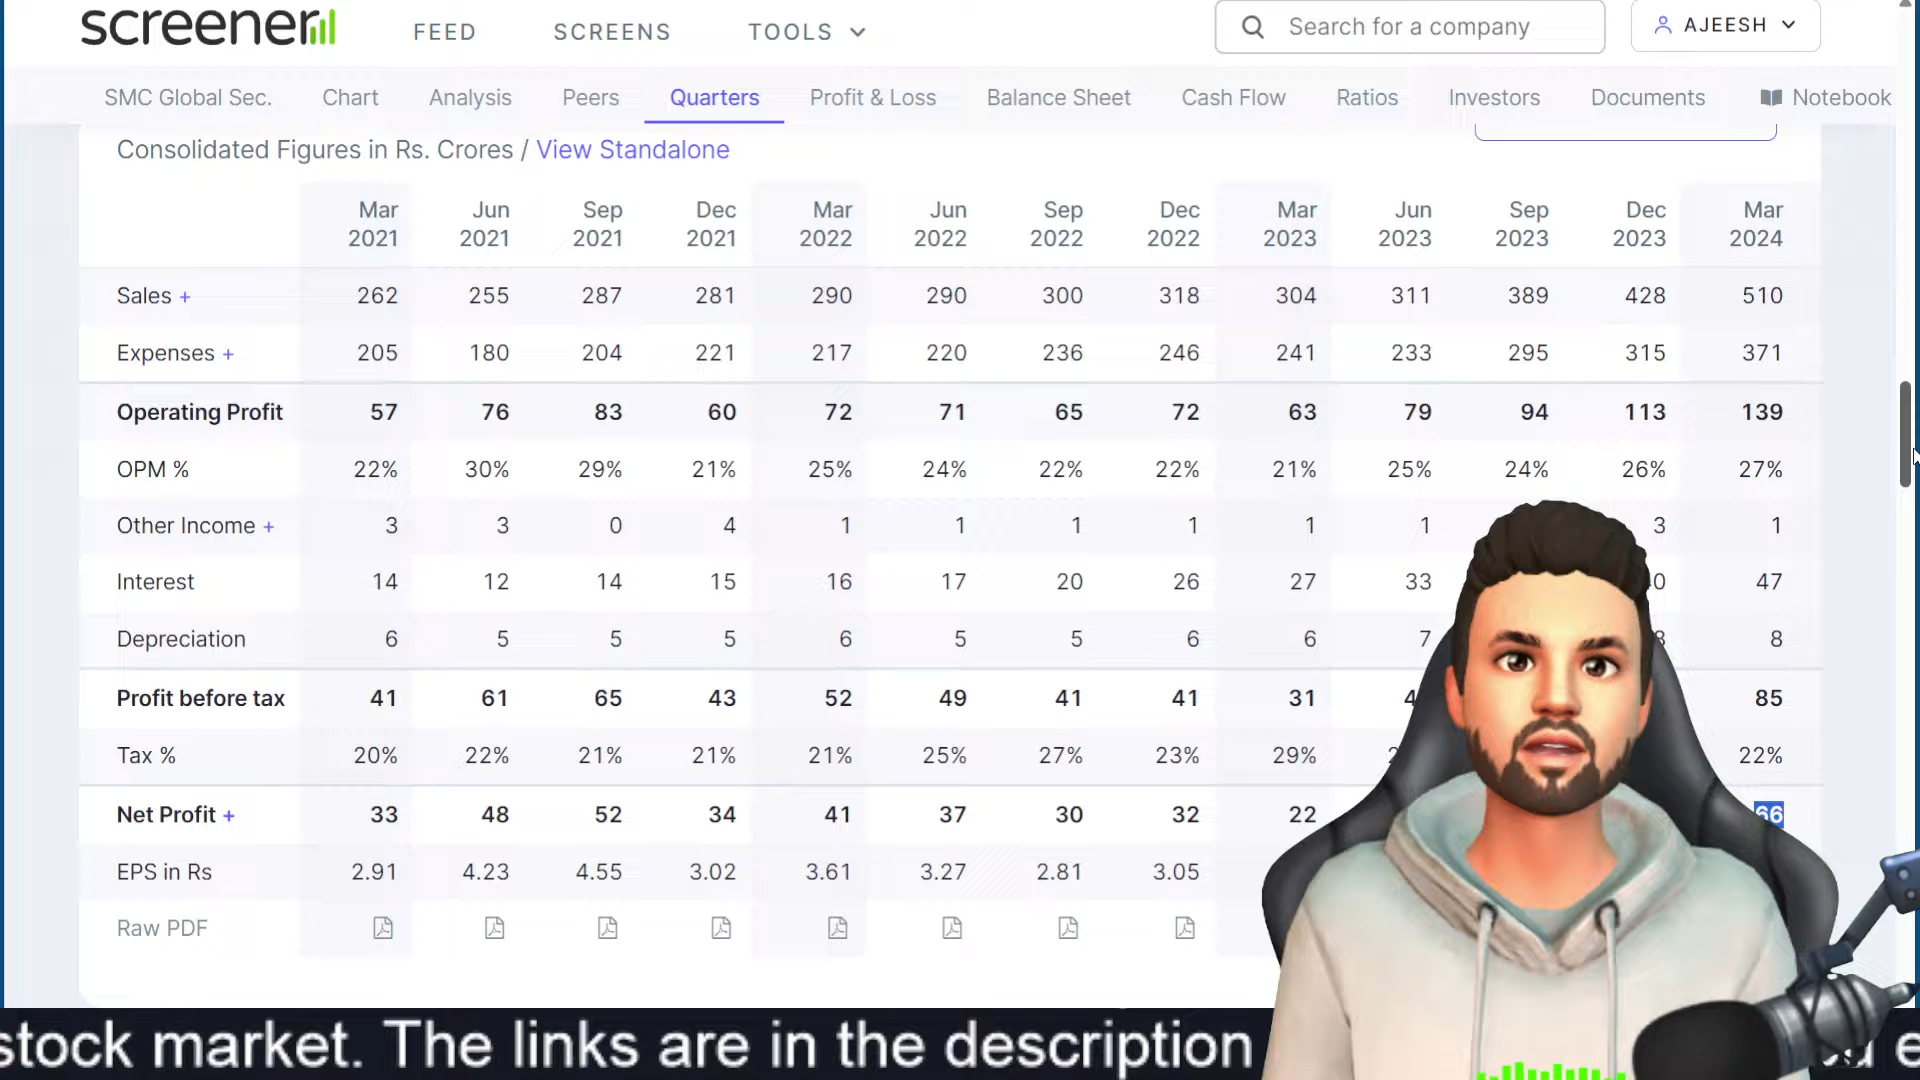 screener FEED SCREENS TOOLS Search for a company AJEESH
SMC Global Sec. Chart Analysis Peers Quarters Profit & Loss Balance Sheet Cash Flow Ratios Investors Documents Notebook
Consolidated Figures in Rs. Crores / View Standalone
Mar Jun Sep Dec Mar Jun Sep Dec Mar Jun Sep Dec Mar
2021 2021 2021 2021 2022 2022 2022 2022 2023 2023 2023 2023 2024
Sales + 262 255 287 281 290 290 300 318 304 311 389 428 510
Expenses + 205 180 204 221 217 220 236 246 241 233 295 315 371
Operating Profit 57 76 83 60 72 71 65 72 63 79 94 113 139
OPM % 22% 30% 29% 21% 25% 24% 22% 22% 21% 25% 24% 26% 27%
Other Income + 3 3 0 4 1 1 1 1 1 1 3 1
Interest 14 12 14 15 16 17 20 26 27 33 47
Depreciation 6 5 5 5 6 5 5 6 6 7 8
Profit before tax 41 61 65 43 52 49 41 41 31 85
Tax % 20% 22% 21% 21% 21% 25% 27% 23% 29% 22%
Net Profit + 33 48 52 34 41 37 30 32 22 66
EPS in Rs 2.91 4.23 4.55 3.02 3.61 3.27 2.81 3.05
Raw PDF
stock market. The links are in the description